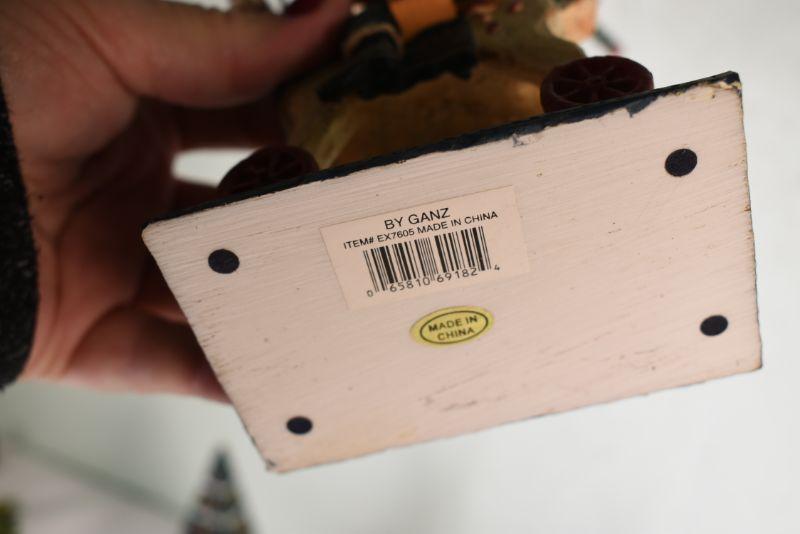 BY GANZ
ITEM# EX7605 MADE IN CHINA
0 65810 69182 4
MADE IN
CHINA